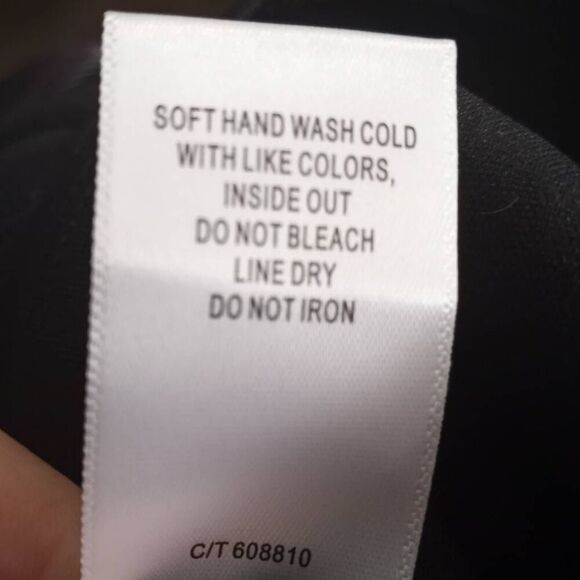 SOFT HAND WASH COLD
WITH LIKE COLORS,
INSIDE OUT
DO NOT BLEACH
LINE DRY
DO NOT IRON
C/T 608810